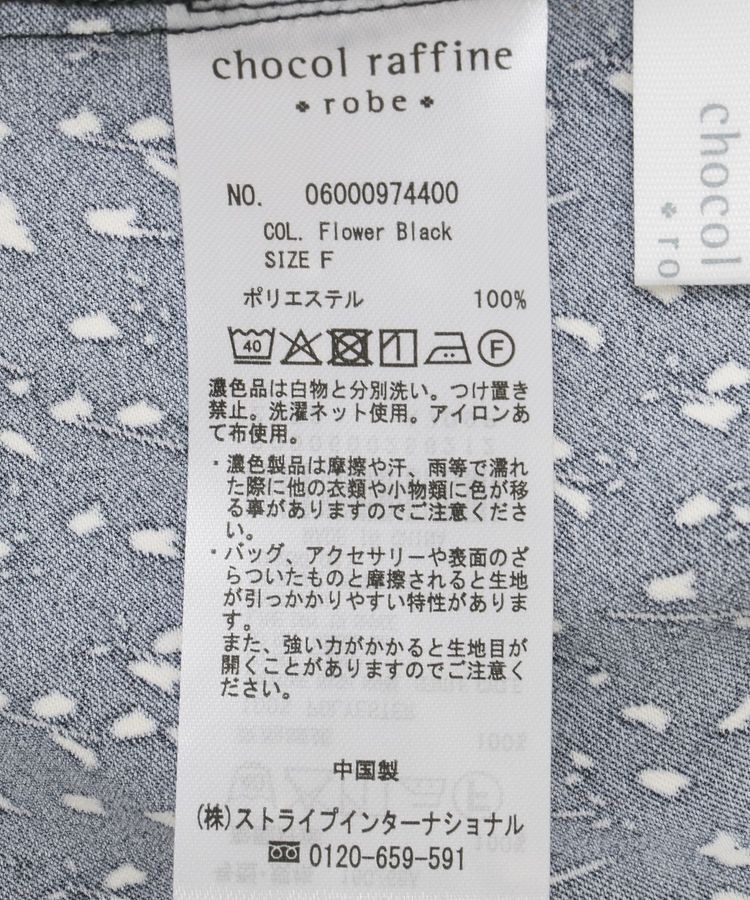 chocol raffine
robe
NO. 06000974400
COL. Flower Black
SIZE F
ポリエステル 100%
40 F
濃色品は白物と分別洗い。つけ置き
禁止。洗濯ネット使用。アイロンあ
て布使用。
・濃色製品は摩擦や汗、雨等で濡れ
た際に他の衣類や小物類に色が移
る事がありますのでご注意くださ
い。
・バッグ、アクセサリーや表面のざ
らついたものと摩擦されると生地
が引っかかりやすい特性がありま
す。
また、強い力がかかると生地目が
開くことがありますのでご注意く
ださい。
中国製
(株)ストライプインターナショナル
0120-659-591
chocol
ro